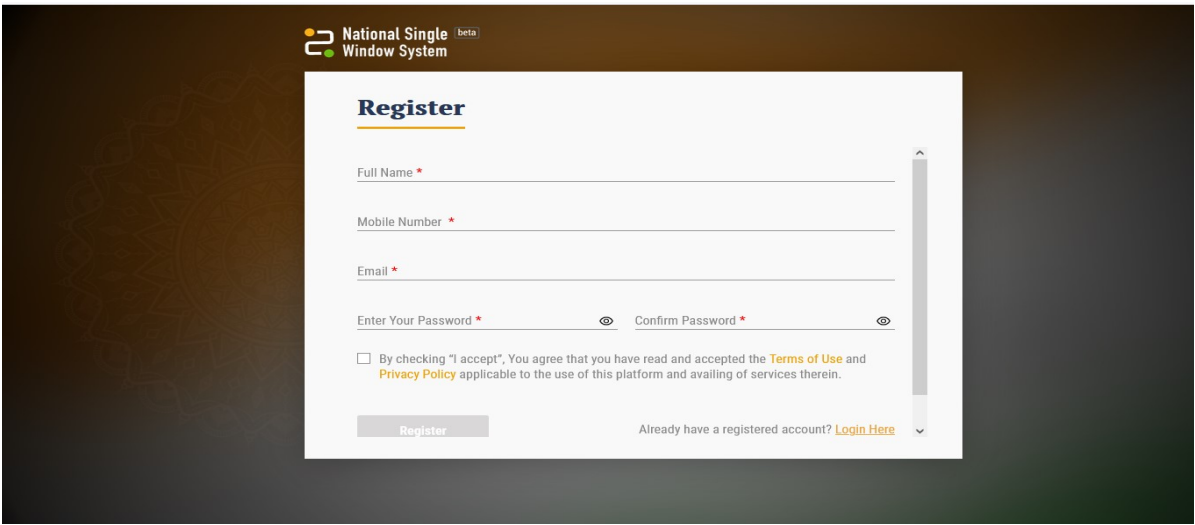 National Single beta
Window System
Register
Full Name *
Mobile Number *
Email *
Enter Your Password *
Confirm Password *
By checking “I accept”, You agree that you have read and accepted the Terms of Use and
Privacy Policy applicable to the use of this platform and availing of services therein.
Register
Already have a registered account? Login Here